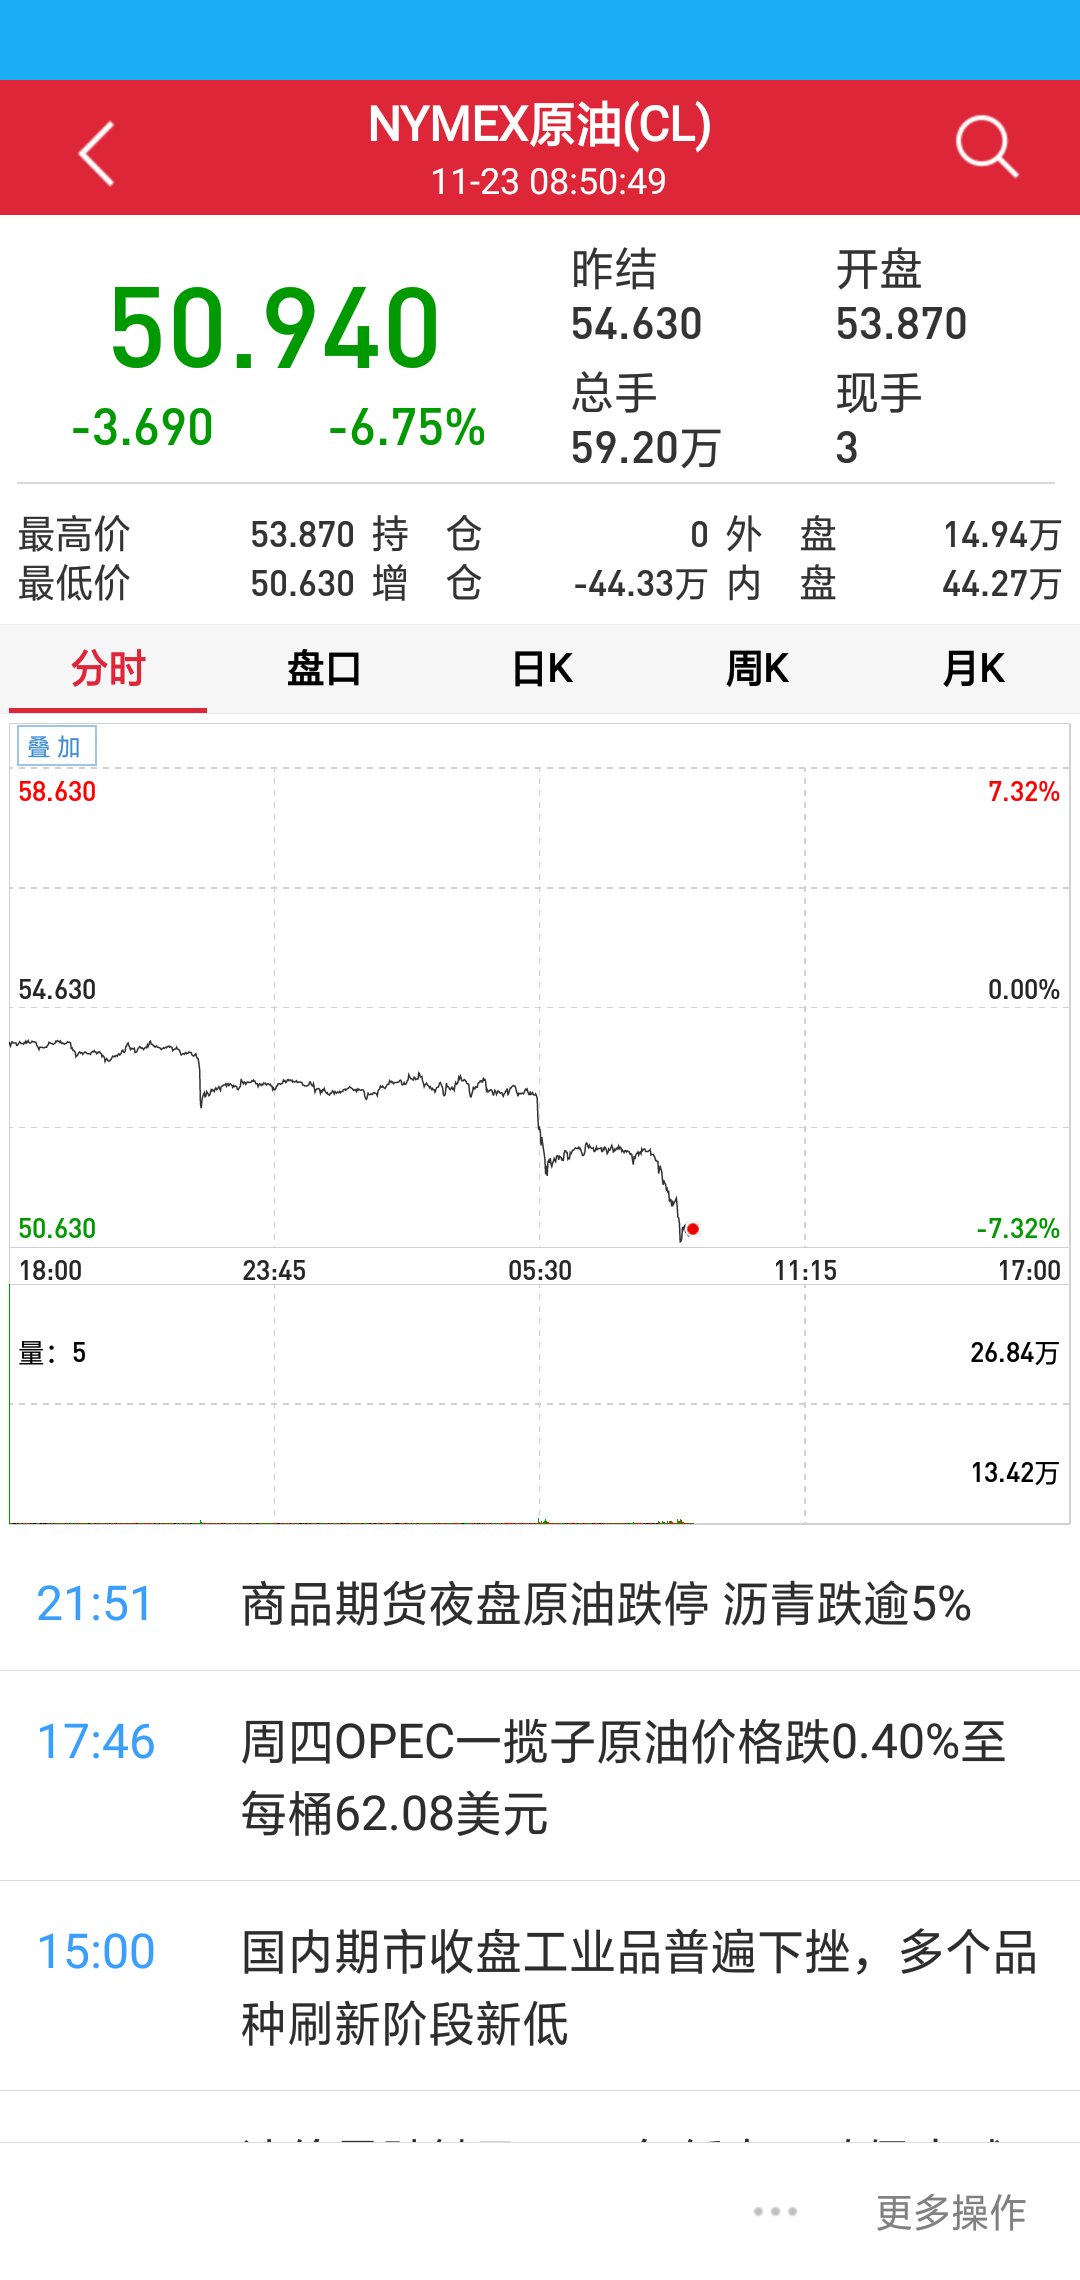 NYMEX原油(CL)
11-23 08:50:49
50.940
-3.690 -6.75%
昨结 开盘
54.630 53.870
总手 现手
59.20万 3
最高价 53.870 持仓 0 外盘 14.94万
最低价 50.630 增仓 -44.33万 内盘 44.27万
分时 盘口 日K 周K 月K
叠加
58.630 7.32%
54.630 0.00%
50.630 -7.32%
18:00 23:45 05:30 11:15 17:00
量：5 26.84万
13.42万
21:51 商品期货夜盘原油跌停 沥青跌逾5%
17:46 周四OPEC一揽子原油价格跌0.40%至
每桶62.08美元
15:00 国内期市收盘工业品普遍下挫，多个品
种刷新阶段新低
更多操作